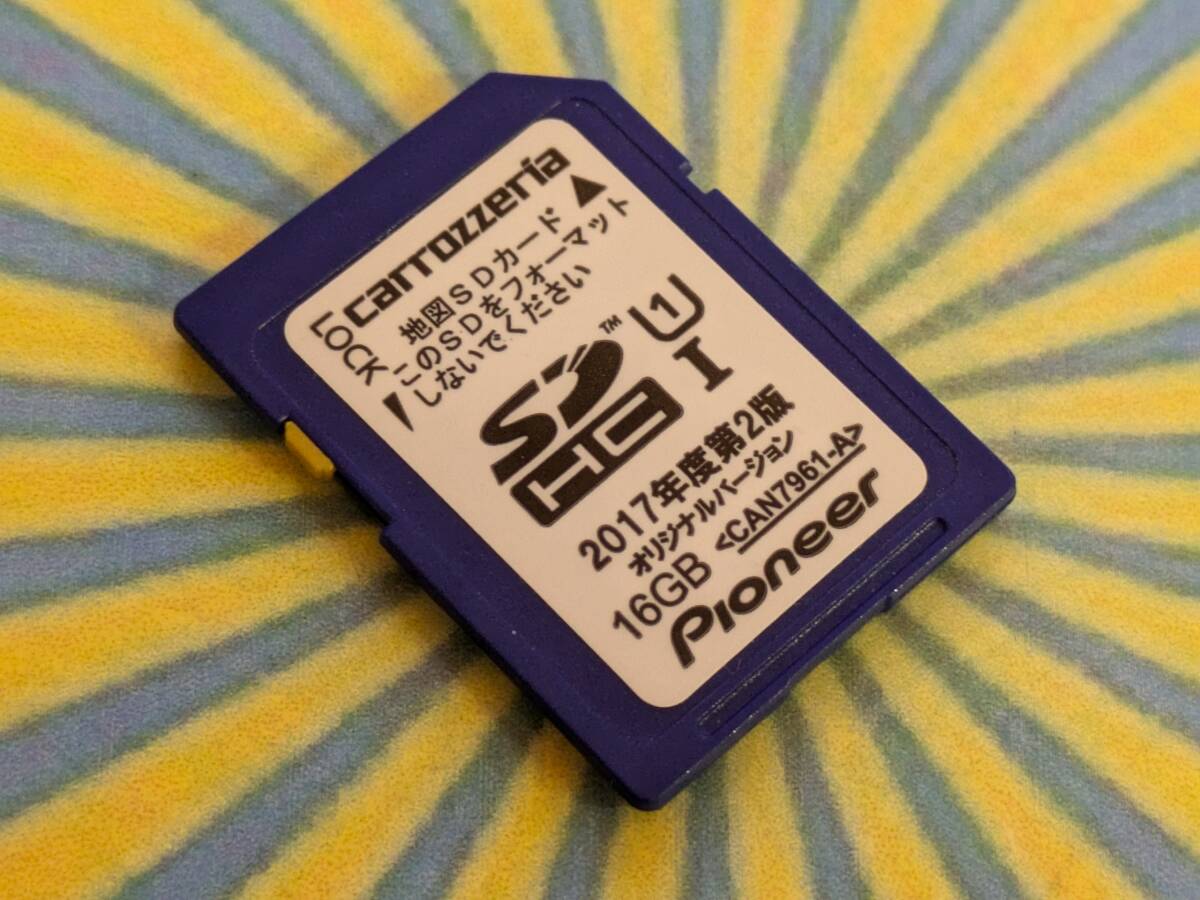 carrozzeria
LOCK
地図SDカード
このSDをフォーマット
しないでください
SD
HC
™
1
I
2017年度第2版
オリジナルバージョン
16GB <CAN7961-A>
Pioneer